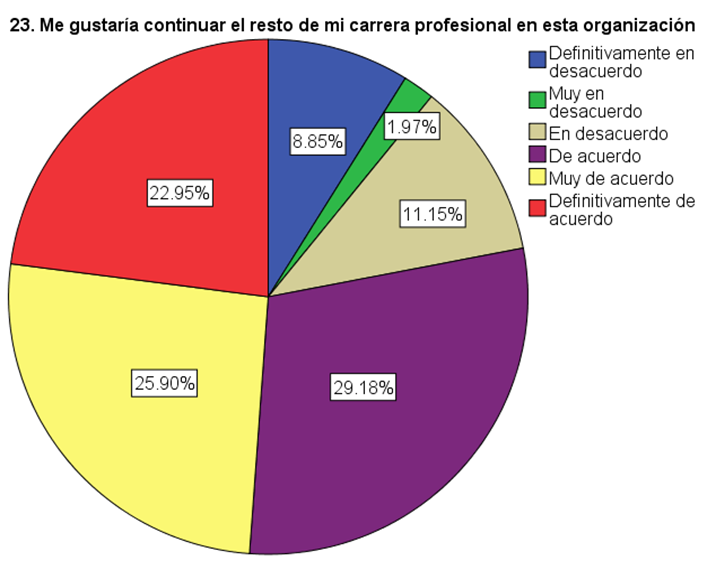 23. Me gustaría continuar el resto de mi carrera profesional en esta organización
Definitivamente en
desacuerdo
Muy en
desacuerdo
En desacuerdo
De acuerdo
Muy de acuerdo
Definitivamente de
acuerdo
8.85%
1.97%
11.15%
29.18%
25.90%
22.95%